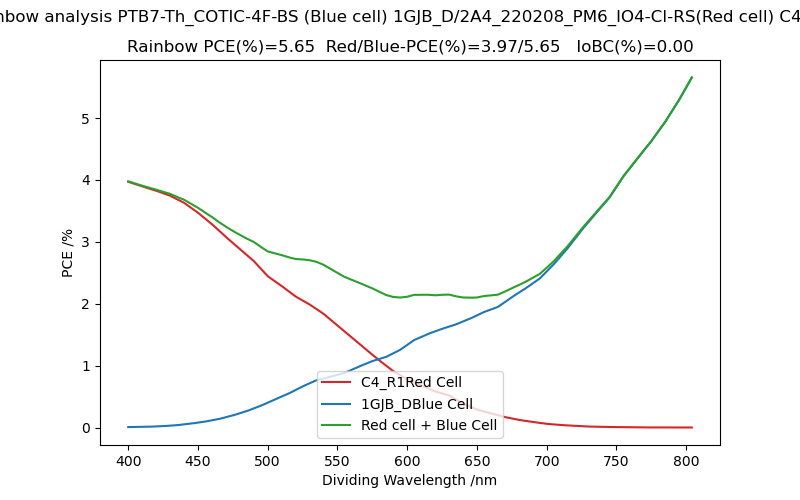 analysis PTB7-Th_COTIC-4F-BS (Blue cell) 1GJB_D/2A4_220208_PM6_IO4-Cl-RS(Red cell)
Rainbow PCE(%)=5.65 Red/Blue-PCE(%)=3.97/5.65 IoBC(%)=0.00
PCE /%
5
4
3
2
1
0
C4_R1Red Cell
1GJB_DBlue Cell
Red cell + Blue Cell
400 450 500 550 600 650 700 750 800
Dividing Wavelength /nm